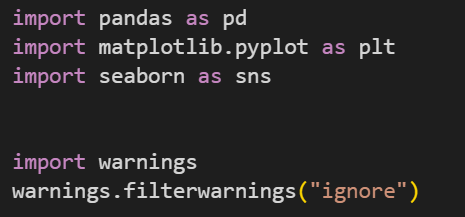 import pandas as pd
import matplotlib.pyplot as plt
import seaborn as sns
import warnings
warnings.filterwarnings("ignore")